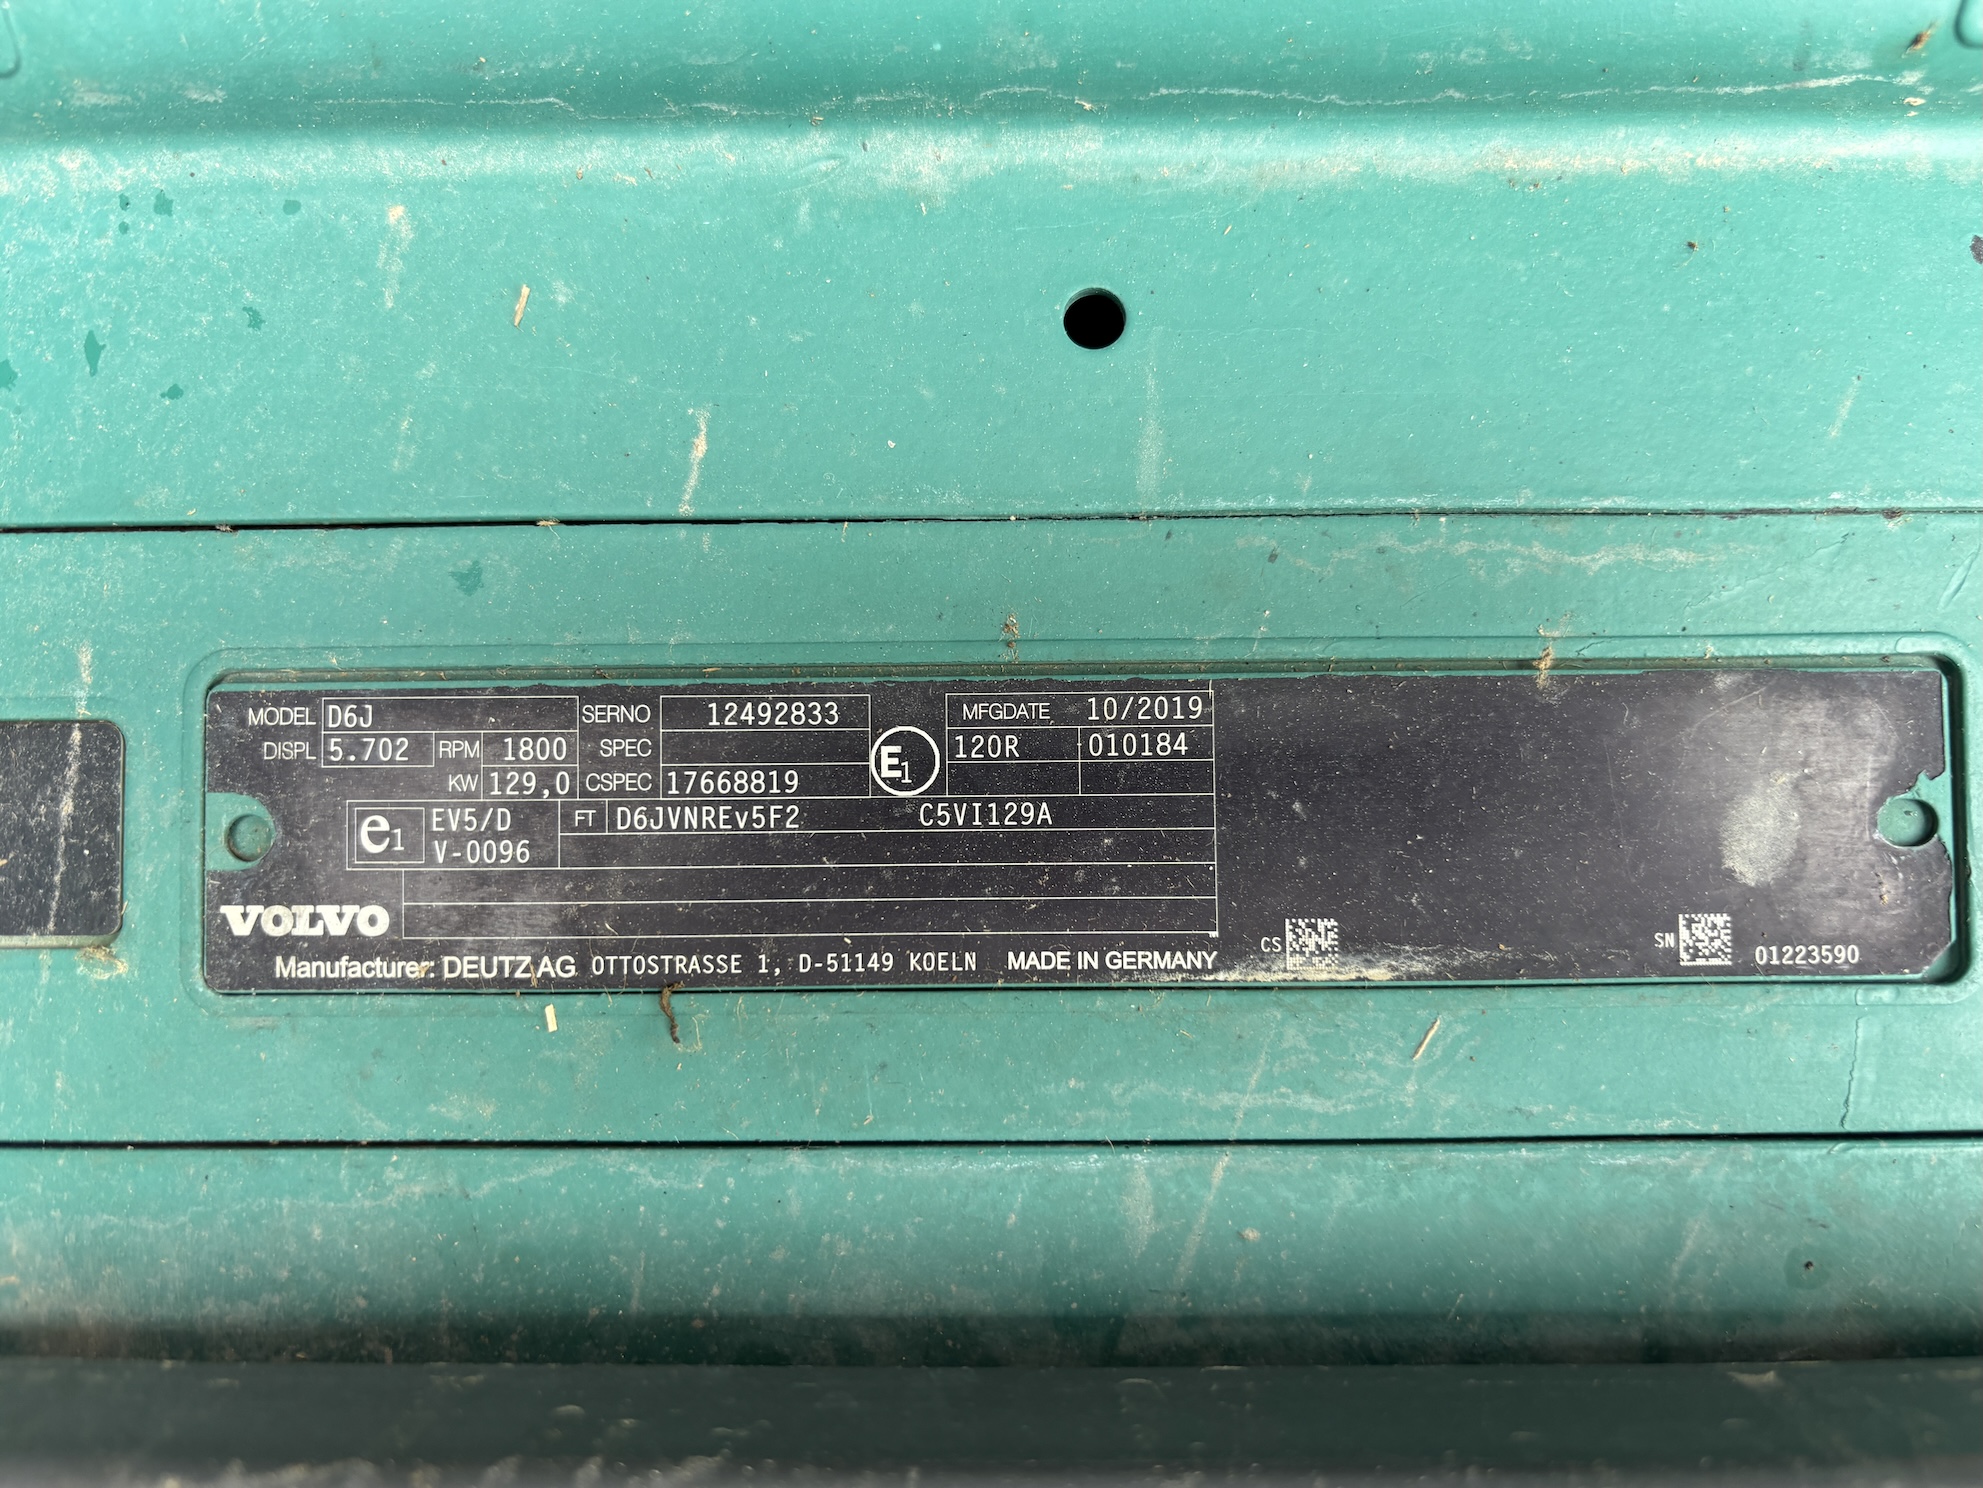 MODEL D6J SERNO 12492833 MFGDATE 10/2019
DISPL 5.702 RPM 1800 SPEC E1 120R 010184
KW 129,0 CSPEC 17668819
e1 EV5/D FT D6JVNREv5F2 C5VI129A
V-0096
VOLVO
Manufacturer: DEUTZ AG OTTOSTRASSE 1, D-51149 KOELN MADE IN GERMANY CS SN 01223590